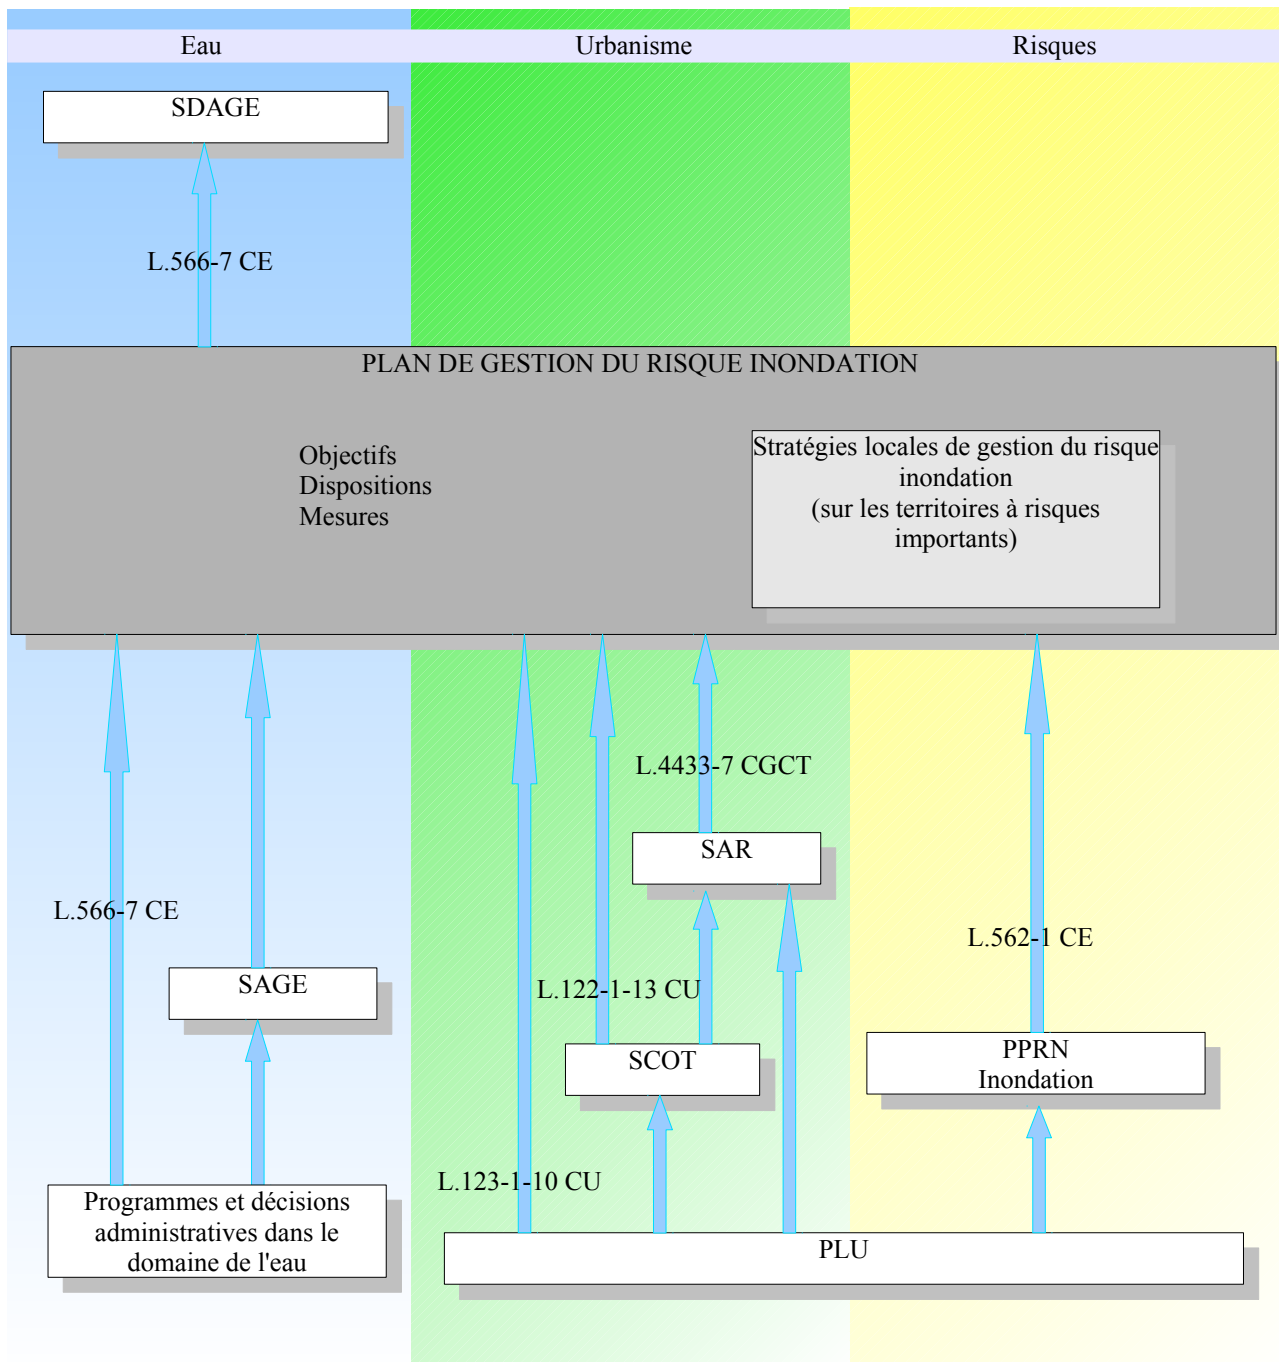 Eau
Urbanisme
Risques
SDAGE
L.566-7 CE
PLAN DE GESTION DU RISQUE INONDATION
Objectifs
Dispositions
Mesures
Stratégies locales de gestion du risque
inondation
(sur les territoires à risques
importants)
L.4433-7 CGCT
SAR
L.566-7 CE
L.562-1 CE
SAGE
L.122-1-13 CU
SCOT
PPRN
Inondation
L.123-1-10 CU
Programmes et décisions
administratives dans le
domaine de l'eau
PLU